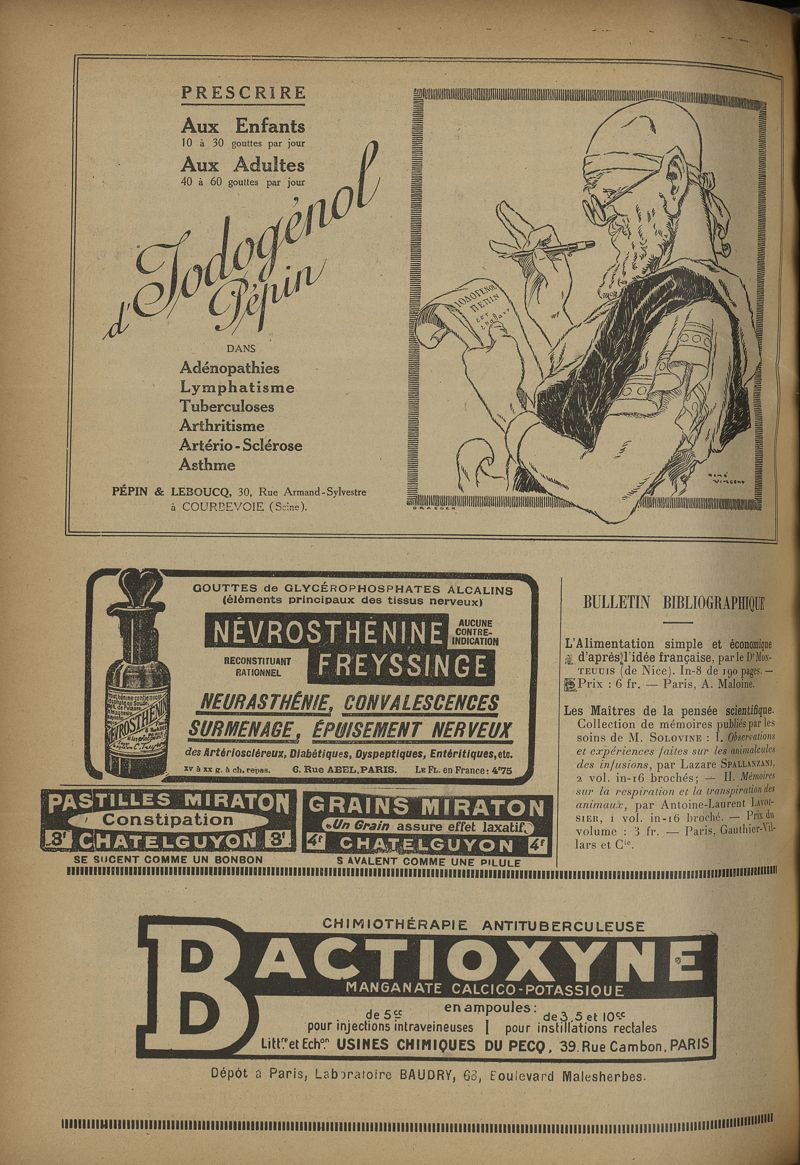 PRESCRIRE
Aux Enfants
10 à 30 gouttes par jour
Aux Adultes
40 à 60 gouttes par jour
d'Iodogénol
Pépin
DANS
Adénopathies
Lymphatisme
Tuberculoses
Arthritisme
Artério-Sclérose
Asthme
PÉPIN & LEBOUCQ, 30, Rue Armand-Sylvestre
à COURBEVOIE (Seine).
IODOGENOL
PEPIN
RENÉ
VINCENT
DRAEGER
GOUTTES de GLYCÉROPHOSPHATES ALCALINS
(éléments principaux des tissus nerveux)
NÉVROSTHÉNINE
AUCUNE
CONTRE-
INDICATION
RECONSTITUANT
RATIONNEL
FREYSSINGE
NEURASTHÉNIE, CONVALESCENCES
SURMENAGE, ÉPUISEMENT NERVEUX
des Artérioscléreux, Diabétiques, Dyspeptiques, Entéritiques, etc.
XV à XX g. à ch. repas. 6. Rue ABEL, PARIS. Le FL. en France: 4f75
NÉVROSTHÉNINE
PASTILLES MIRATON
Constipation
3f CHATELGUYON 3f
SE SUCENT COMME UN BONBON
GRAINS MIRATON
«Un Grain assure effet laxatif»
4f CHATELGUYON 4f
S AVALENT COMME UNE PILULE
BULLETIN BIBLIOGRAPHIQUE
L'Alimentation simple et économique
d'après l'idée française, par le Dr MON-
TEUUIS (de Nice). In-8 de 190 pages. —
Prix : 6 fr. — Paris, A. Maloine.
Les Maîtres de la pensée scientifique.
Collection de mémoires publiés par les
soins de M. SOLOVINE : I. Observations
et expériences faites sur les animalcules
des infusions, par Lazare SPALLANZANI,
2 vol. in-16 brochés; — II. Mémoires
sur la respiration et la transpiration des
animaux, par Antoine-Laurent LAVOI-
SIER, 1 vol. in-16 broché. — Prix du
volume : 3 fr. — Paris, Gauthier-Vil-
lars et Cie.
CHIMIOTHÉRAPIE ANTITUBERCULEUSE
BACTIOXYNE
MANGANATE CALCICO-POTASSIQUE
en ampoules:
de 5cc de 3, 5 et 10cc
pour injections intraveineuses | pour instillations rectales
Littre et Echon USINES CHIMIQUES DU PECQ, 39. Rue Cambon, PARIS
Dépôt à Paris, Laboratoire BAUDRY, 68, Boulevard Malesherbes.